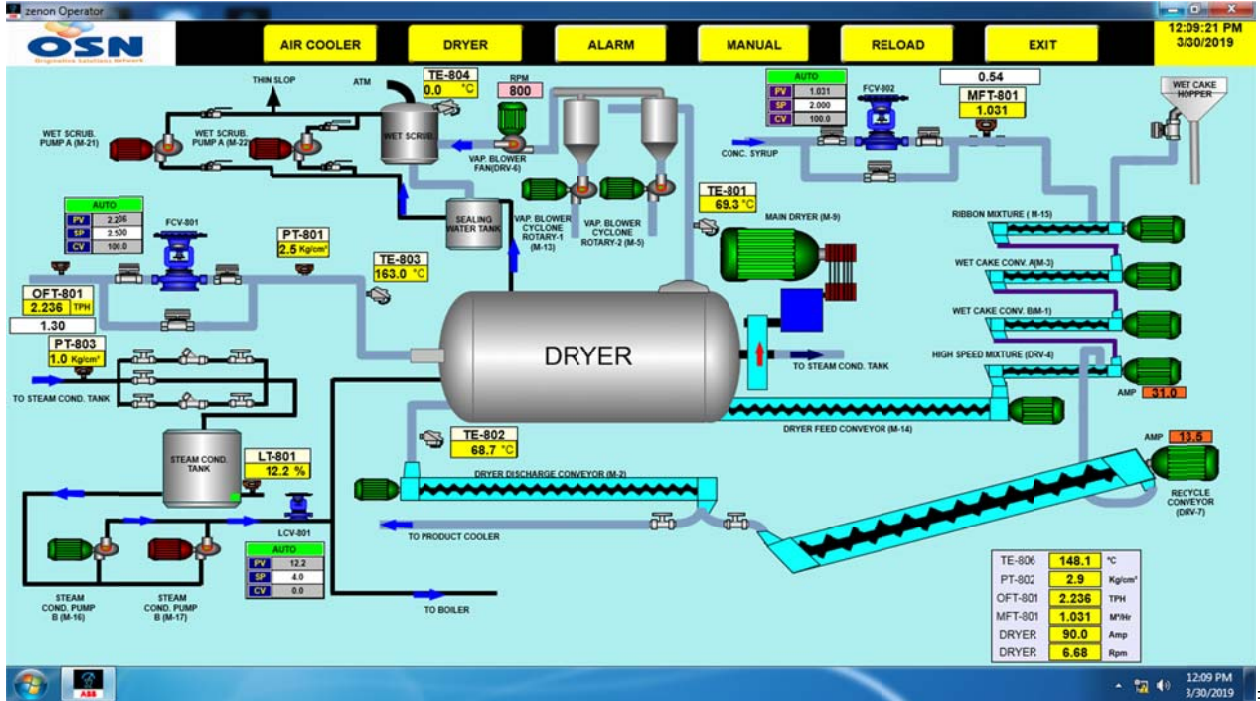 zenon Operator
OSN
Originative Solutions Network
AIR COOLER
DRYER
ALARM
MANUAL
RELOAD
EXIT
12:09:21 PM
3/30/2019
THIN SLOP
ATM
TE-804
0.0 °C
RPM
800
AUTO
PV 1.031
SP 2.000
CV 100.0
FCV-802
0.54
MFT-801
1.031
WET CAKE
HOPPER
WET SCRUB.
PUMP A (M-21)
WET SCRUB.
PUMP A (M-22)
WET SCRUB.
VAP. BLOWER
FAN(DRV-6)
CONC. SYRUP
AUTO
PV 2.236
SP 2.500
CV 100.0
FCV-801
PT-801
2.5 Kg/cm²
TE-803
163.0 °C
SEALING
WATER TANK
VAP. BLOWER
CYCLONE
ROTARY-1
(M-13)
VAP. BLOWER
CYCLONE
ROTARY-2 (M-5)
TE-801
69.3 °C
MAIN DRYER (M-9)
RIBBON MIXTURE (M-15)
WET CAKE CONV. A(M-3)
WET CAKE CONV. B(M-1)
HIGH SPEED MIXTURE (DRV-4)
AMP 31.0
OFT-801
2.236 TPH
1.30
PT-803
1.0 Kg/cm²
TO STEAM COND. TANK
DRYER
TO STEAM COND. TANK
DRYER FEED CONVEYOR (M-14)
TE-802
68.7 °C
STEAM COND.
TANK
LT-801
12.2 %
DRYER DISCHARGE CONVEYOR (M-2)
AMP 13.5
RECYCLE
CONVEYOR
(DRV-7)
TO PRODUCT COOLER
LCV-801
AUTO
PV 12.2
SP 4.0
CV 0.0
STEAM
COND. PUMP
B (M-16)
STEAM
COND. PUMP
B (M-17)
TO BOILER
TE-806 148.1 °C
PT-802 2.9 Kg/cm²
OFT-801 2.236 TPH
MFT-801 1.031 M³/Hr
DRYER 90.0 Amp
DRYER 6.68 Rpm
ABB
12:09 PM
3/30/2019